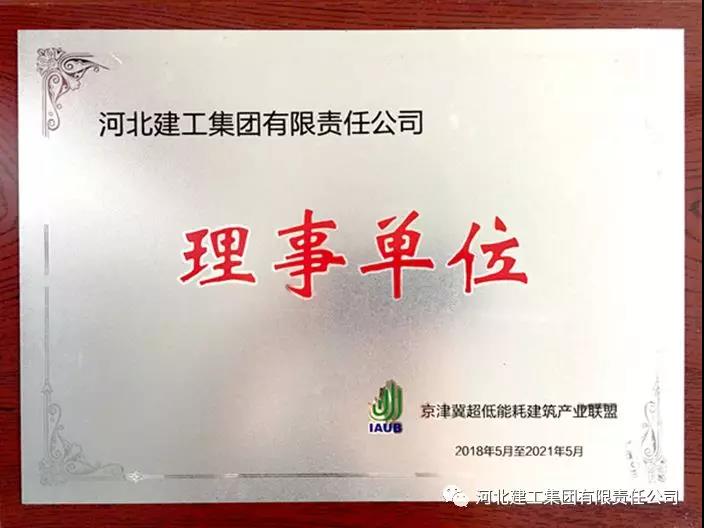 河北建工集团有限责任公司
理事单位
IAUB
京津冀超低能耗建筑产业联盟
2018年5月至2021年5月
河北建工集团有限责任公司